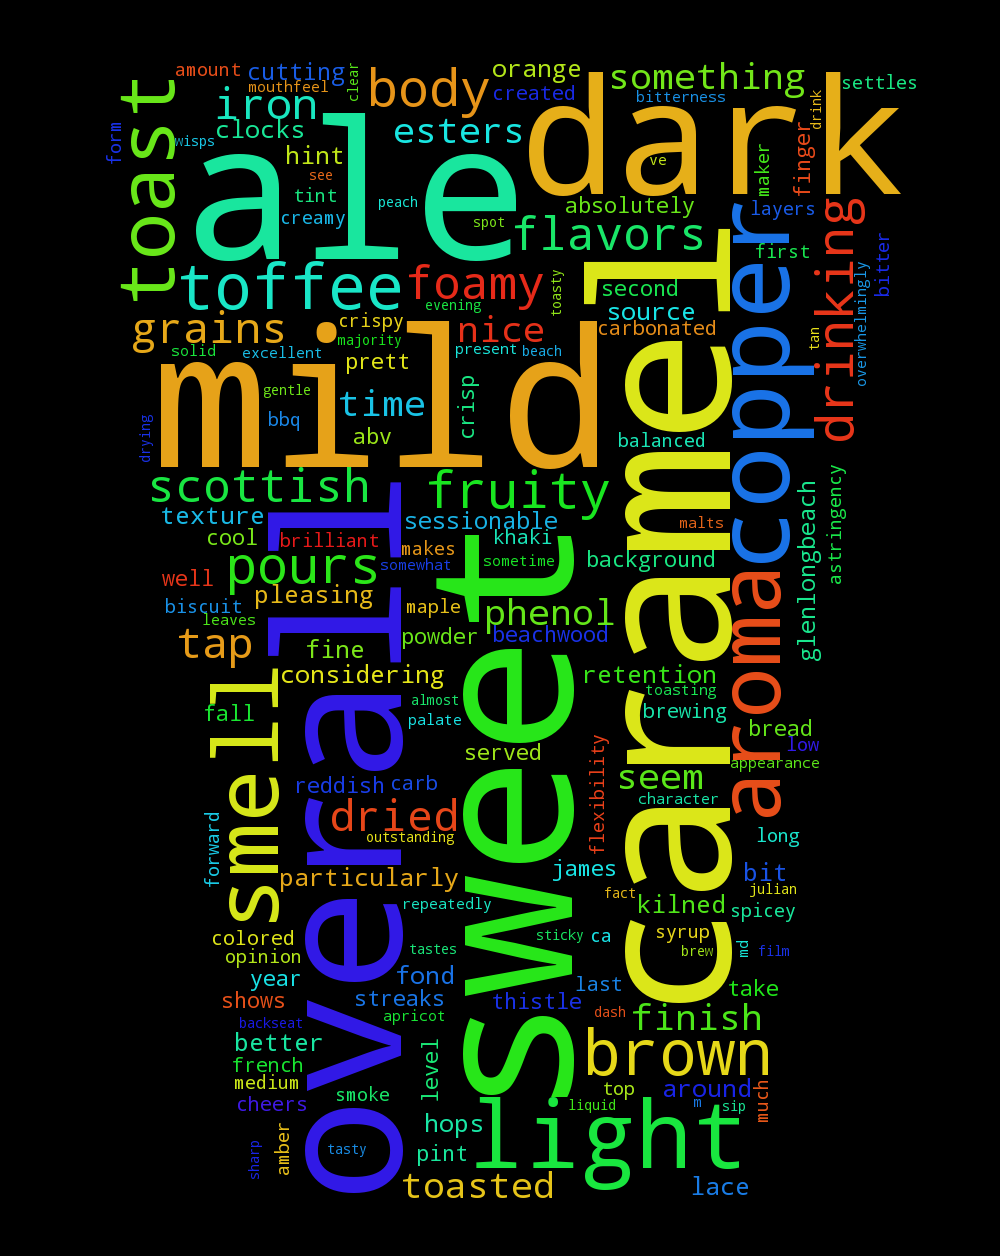 amount
cutting
clear
body
orange
something
settles
toast
mouthfeel
created
bitterness
drink
iron
dark
form
wisps
clocks
esters
ale
hint
see
ve
maker
finger
tint
peach
creamy
spot
absolutely
layers
flavors
first
drinking
bitter
toffee
foamy
toasty
second
copper
evening
source
overwhelmingly
grains
crispy
nice
carbonated
tan
solid
excellent
majority
present
beach
caramel
prett
mild
gentle
time
crisp
drying
bbq
abv
balanced
scottish
fruity
astringency
texture
sessionable
khaki
malts
glenlongbeach
cool
brilliant
makes
sometime
background
pours
somewhat
well
overall
sweet
aroma
pleasing
biscuit
maple
phenol
leaves
tap
fine
powder
beachwood
considering
retention
smell
toasting
fall
almost
palate
brewing
bread
low
served
appearance
reddish
carb
seem
flexibility
character
dried
outstanding
long
forward
particularly
james
bit
fact
julian
repeatedly
kilned
spicey
colored
sticky
ca
syrup
opinion
tastes
brew
md
film
year
fond
last
take
shows
streaks
thistle
dash
backseat
apricot
finish
better
level
brown
french
medium
smoke
top
around
much
cheers
liquid
m
sip
hops
light
sharp
amber
tasty
pint
toasted
lace